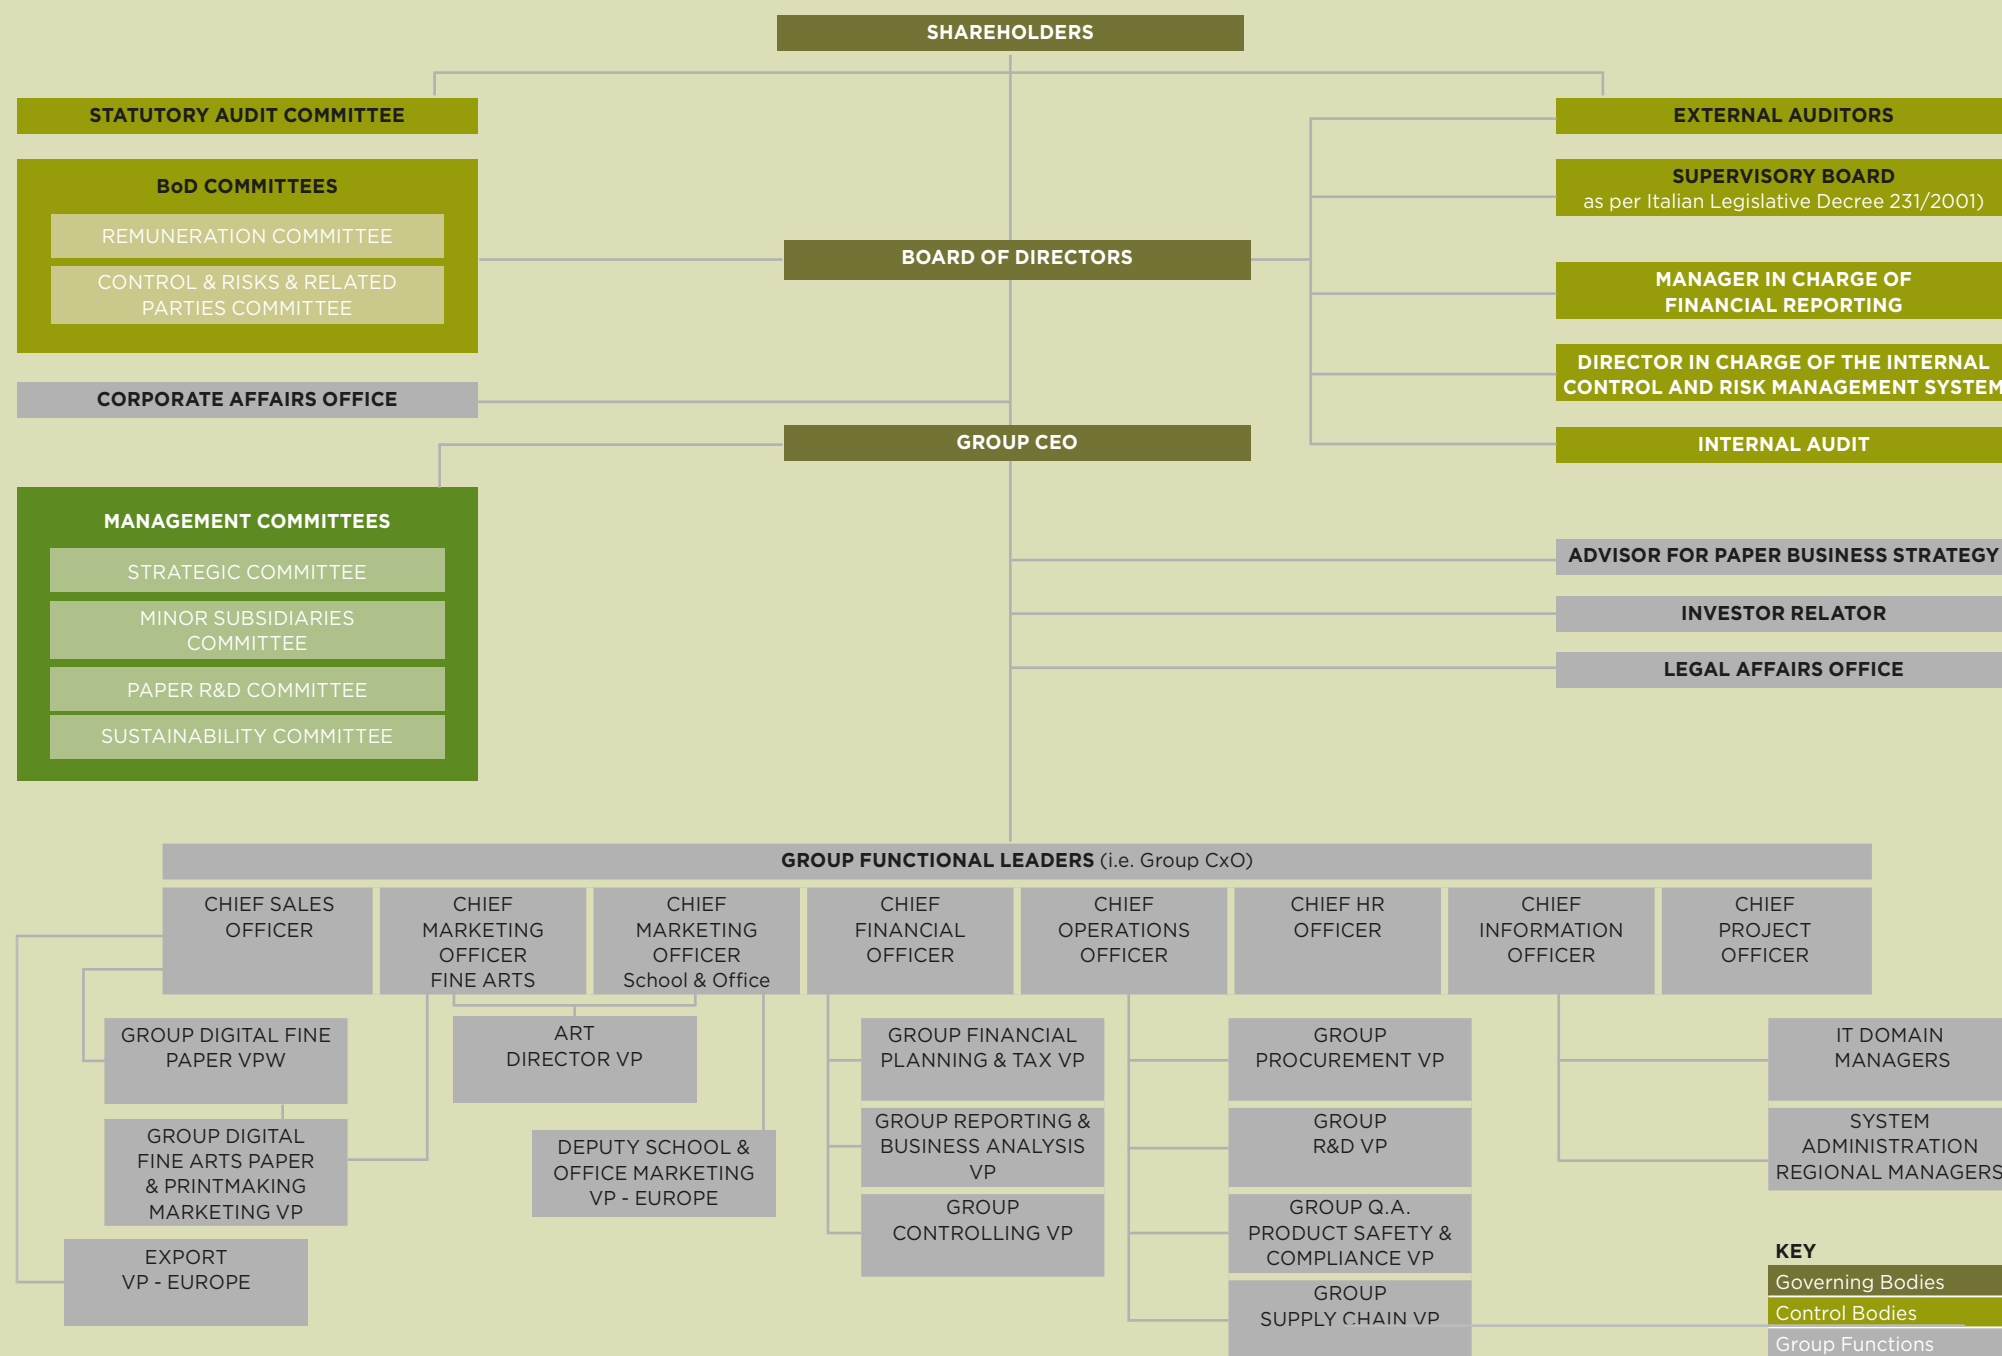 SHAREHOLDERS
STATUTORY AUDIT COMMITTEE
EXTERNAL AUDITORS
BoD COMMITTEES
REMUNERATION COMMITTEE
CONTROL & RISKS & RELATED
PARTIES COMMITTEE
SUPERVISORY BOARD
as per Italian Legislative Decree 231/2001)
BOARD OF DIRECTORS
MANAGER IN CHARGE OF
FINANCIAL REPORTING
DIRECTOR IN CHARGE OF THE INTERNAL
CONTROL AND RISK MANAGEMENT SYSTEM
CORPORATE AFFAIRS OFFICE
GROUP CEO
INTERNAL AUDIT
MANAGEMENT COMMITTEES
STRATEGIC COMMITTEE
MINOR SUBSIDIARIES
COMMITTEE
PAPER R&D COMMITTEE
SUSTAINABILITY COMMITTEE
ADVISOR FOR PAPER BUSINESS STRATEGY
INVESTOR RELATOR
LEGAL AFFAIRS OFFICE
GROUP FUNCTIONAL LEADERS (i.e. Group CxO)
CHIEF SALES
OFFICER
CHIEF
MARKETING
OFFICER
FINE ARTS
CHIEF
MARKETING
OFFICER
School & Office
CHIEF
FINANCIAL
OFFICER
CHIEF
OPERATIONS
OFFICER
CHIEF HR
OFFICER
CHIEF
INFORMATION
OFFICER
CHIEF
PROJECT
OFFICER
GROUP DIGITAL FINE
PAPER VPW
GROUP DIGITAL
FINE ARTS PAPER
& PRINTMAKING
MARKETING VP
EXPORT
VP - EUROPE
ART
DIRECTOR VP
DEPUTY SCHOOL &
OFFICE MARKETING
VP - EUROPE
GROUP FINANCIAL
PLANNING & TAX VP
GROUP REPORTING &
BUSINESS ANALYSIS
VP
GROUP
CONTROLLING VP
GROUP
PROCUREMENT VP
GROUP
R&D VP
GROUP Q.A.
PRODUCT SAFETY &
COMPLIANCE VP
GROUP
SUPPLY CHAIN VP
IT DOMAIN
MANAGERS
SYSTEM
ADMINISTRATION
REGIONAL MANAGERS
KEY
Governing Bodies
Control Bodies
Group Functions